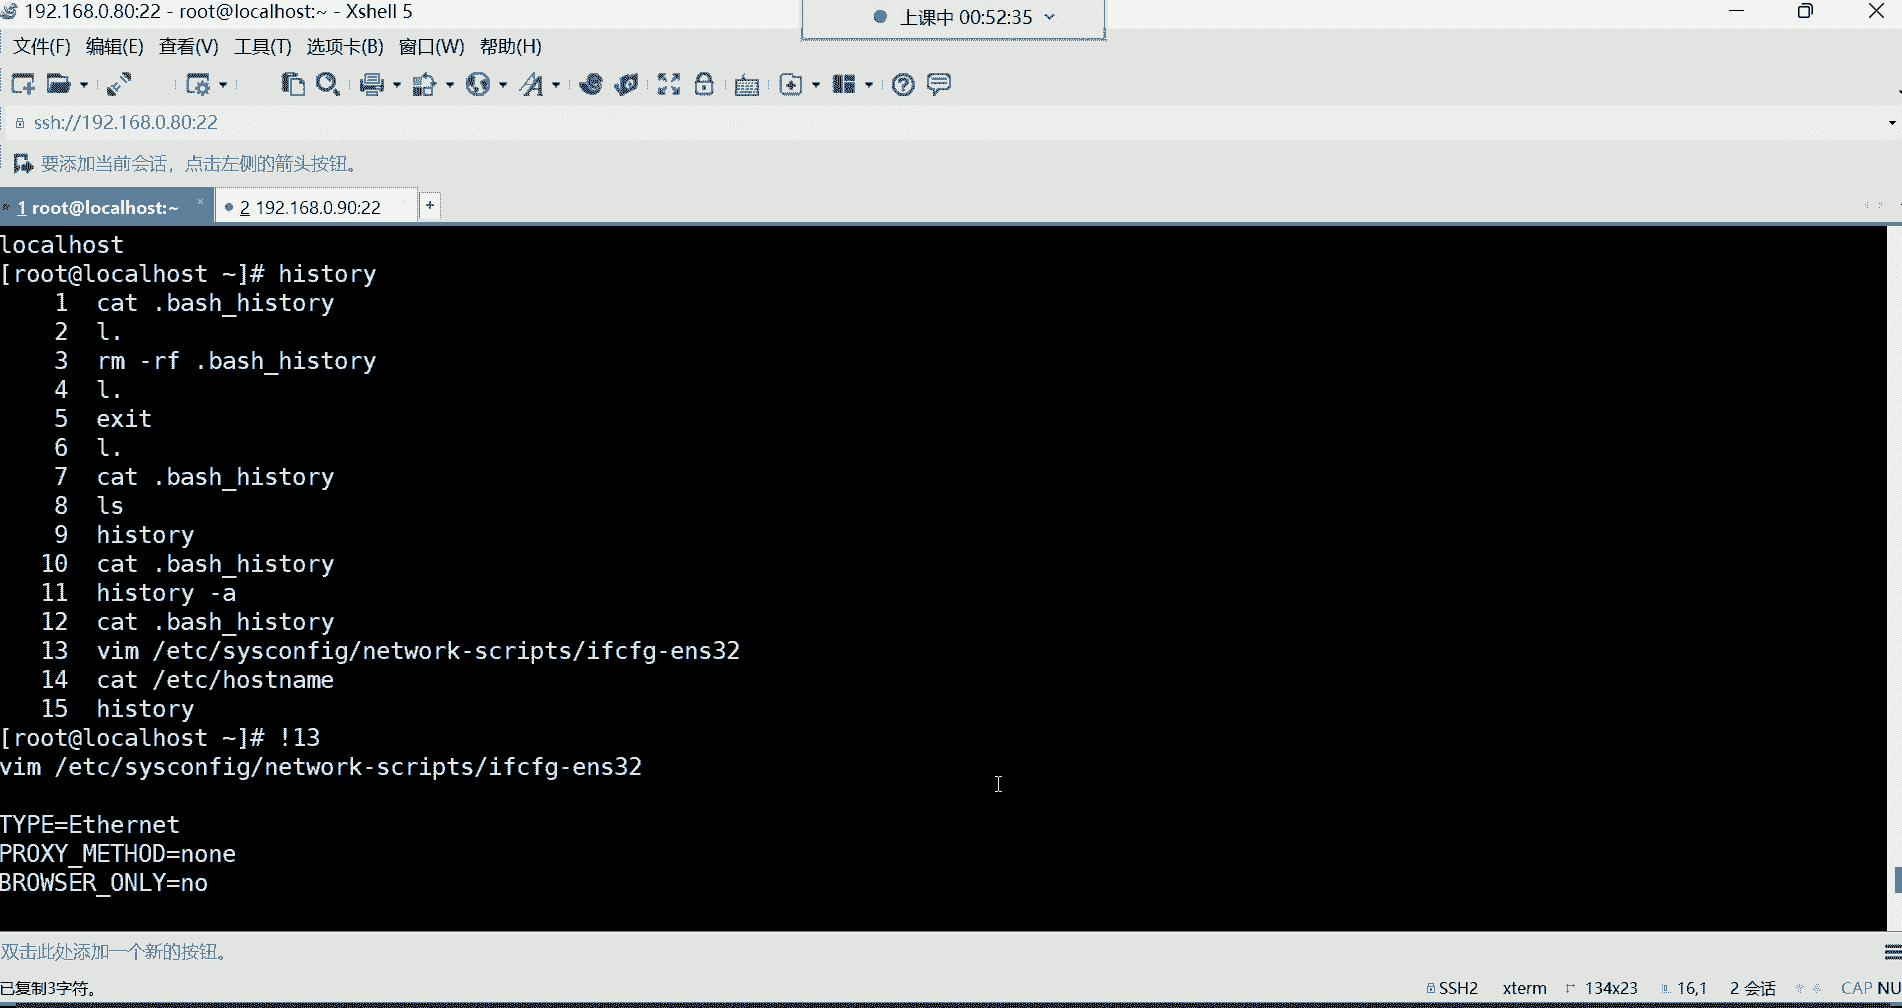 192.168.0.80:22 - root@localhost:~ - Xshell 5
上课中 00:52:35
文件(F) 编辑(E) 查看(V) 工具(T) 选项卡(B) 窗口(W) 帮助(H)
ssh://192.168.0.80:22
要添加当前会话，点击左侧的箭头按钮。
1 root@localhost:~ × 2 192.168.0.90:22 +
localhost
[root@localhost ~]# history
1 cat .bash_history
2 l.
3 rm -rf .bash_history
4 l.
5 exit
6 l.
7 cat .bash_history
8 ls
9 history
10 cat .bash_history
11 history -a
12 cat .bash_history
13 vim /etc/sysconfig/network-scripts/ifcfg-ens32
14 cat /etc/hostname
15 history
[root@localhost ~]# !13
vim /etc/sysconfig/network-scripts/ifcfg-ens32
TYPE=Ethernet
PROXY_METHOD=none
BROWSER_ONLY=no
双击此处添加一个新的按钮。
已复制3字符。 SSH2 xterm 134x23 16,1 2 会话 CAP NU